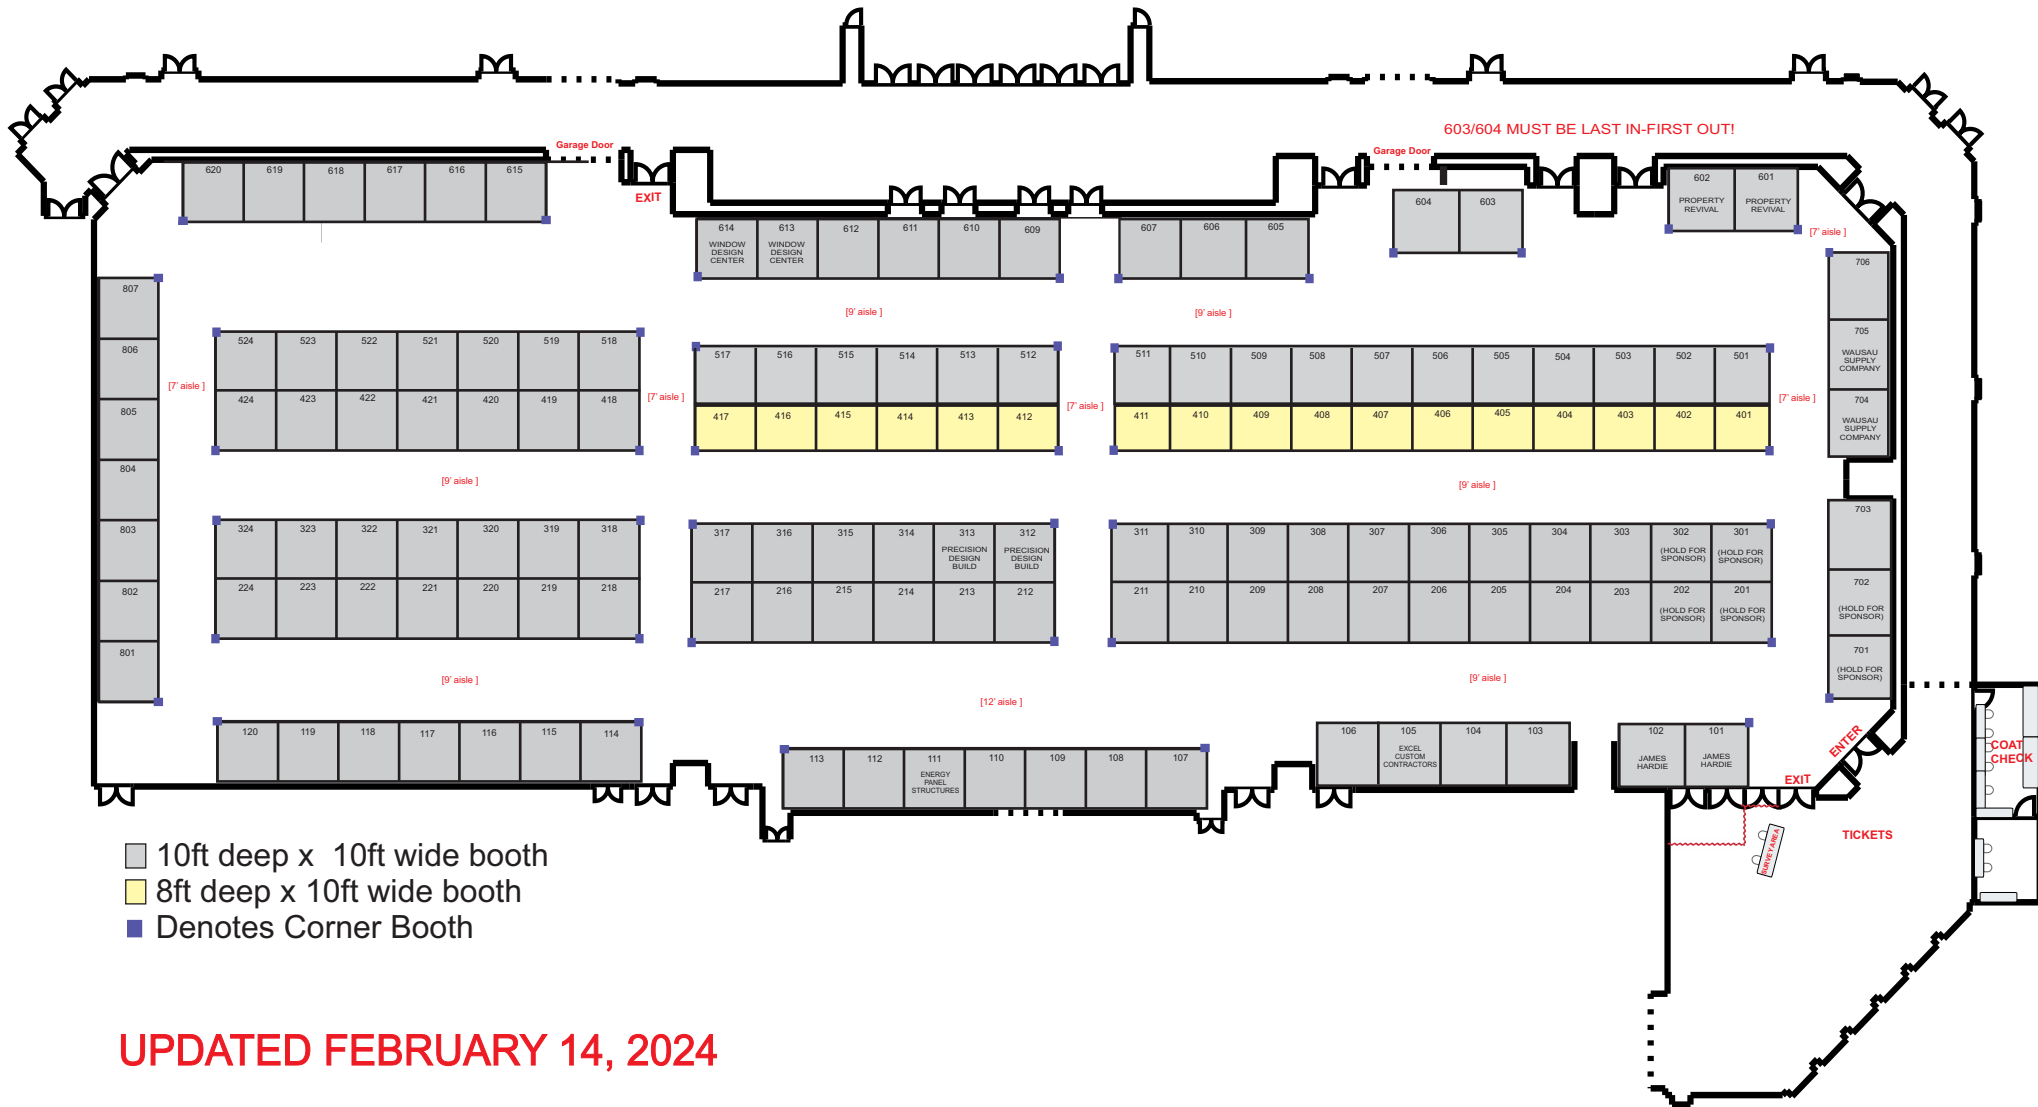 603/604 MUST BE LAST IN-FIRST OUT!
Garage Door
Garage Door
EXIT
620 619 618 617 616 615
614 613 612 611 610 609
WINDOW
DESIGN
CENTER
WINDOW
DESIGN
CENTER
607 606 605
604 603
602 601
PROPERTY
REVIVAL
PROPERTY
REVIVAL
[7' aisle ]
[9' aisle ]
[9' aisle ]
807
806
805
804
803
802
801
[7' aisle ]
524 523 522 521 520 519 518
424 423 422 421 420 419 418
[7' aisle ]
517 516 515 514 513 512
417 416 415 414 413 412
[7' aisle ]
511 510 509 508 507 506 505 504 503 502 501
411 410 409 408 407 406 405 404 403 402 401
[7' aisle ]
706
705
WAUSAU
SUPPLY
COMPANY
704
WAUSAU
SUPPLY
COMPANY
[9' aisle ]
[9' aisle ]
324 323 322 321 320 319 318
224 223 222 221 220 219 218
317 316 315 314 313 312
PRECISION
DESIGN
BUILD
PRECISION
DESIGN
BUILD
217 216 215 214 213 212
311 310 309 308 307 306 305 304 303 302 301
(HOLD FOR
SPONSOR)
(HOLD FOR
SPONSOR)
211 210 209 208 207 206 205 204 203 202 201
(HOLD FOR
SPONSOR)
(HOLD FOR
SPONSOR)
703
702
(HOLD FOR
SPONSOR)
701
(HOLD FOR
SPONSOR)
[9' aisle ]
[12' aisle ]
[9' aisle ]
120 119 118 117 116 115 114
113 112 111 110 109 108 107
ENERGY
PANEL
STRUCTURES
106 105 104 103
EXCEL
CUSTOM
CONTRACTORS
102 101
JAMES
HARDIE
JAMES
HARDIE
ENTER
EXIT
COAT
CHECK
TICKETS
SURVEY AREA
10ft deep x 10ft wide booth
8ft deep x 10ft wide booth
Denotes Corner Booth
UPDATED FEBRUARY 14, 2024